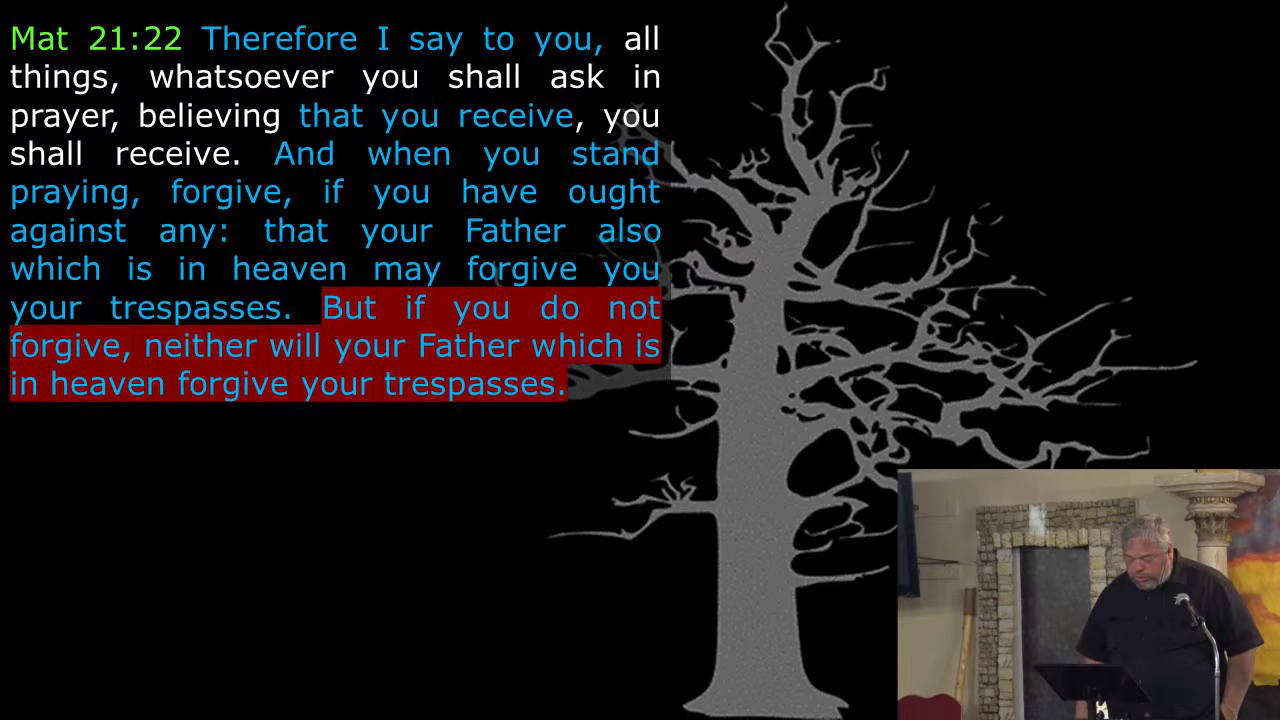 Mat 21:22 Therefore I say to you, all
things, whatsoever you shall ask in
prayer, believing that you receive, you
shall receive. And when you stand
praying, forgive, if you have ought
against any: that your Father also
which is in heaven may forgive you
your trespasses. But if you do not
forgive, neither will your Father which is
in heaven forgive your trespasses.